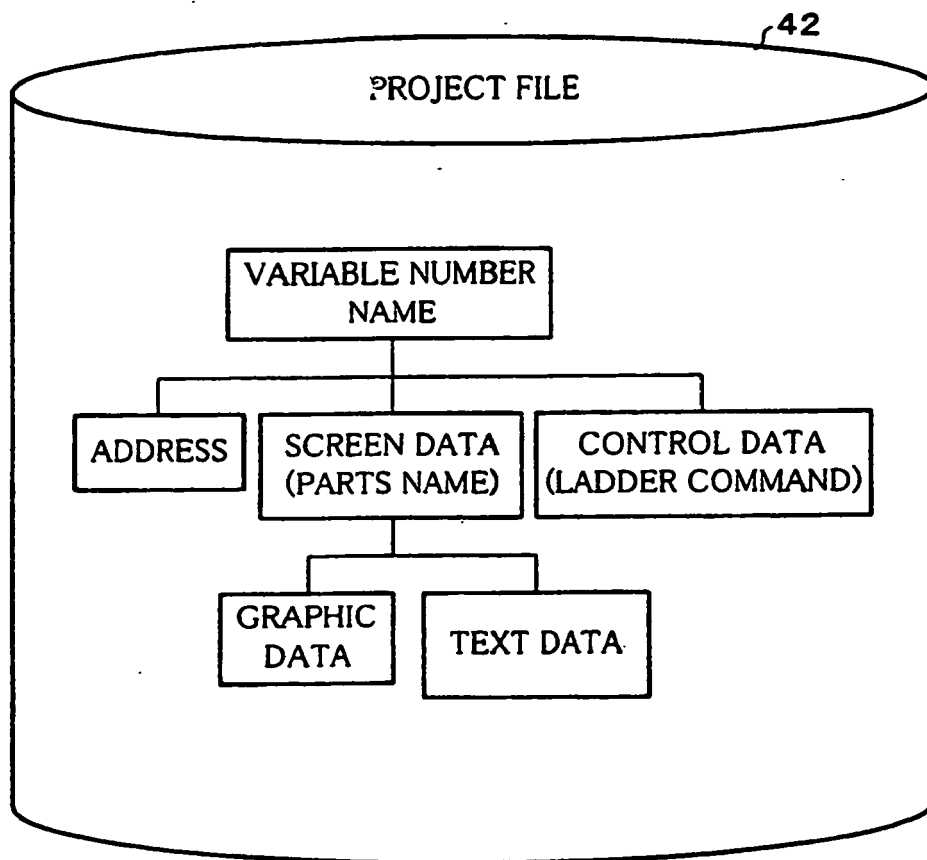 42
PROJECT FILE
VARIABLE NUMBER
NAME
ADDRESS
SCREEN DATA
(PARTS NAME)
CONTROL DATA
(LADDER COMMAND)
GRAPHIC
DATA
TEXT DATA